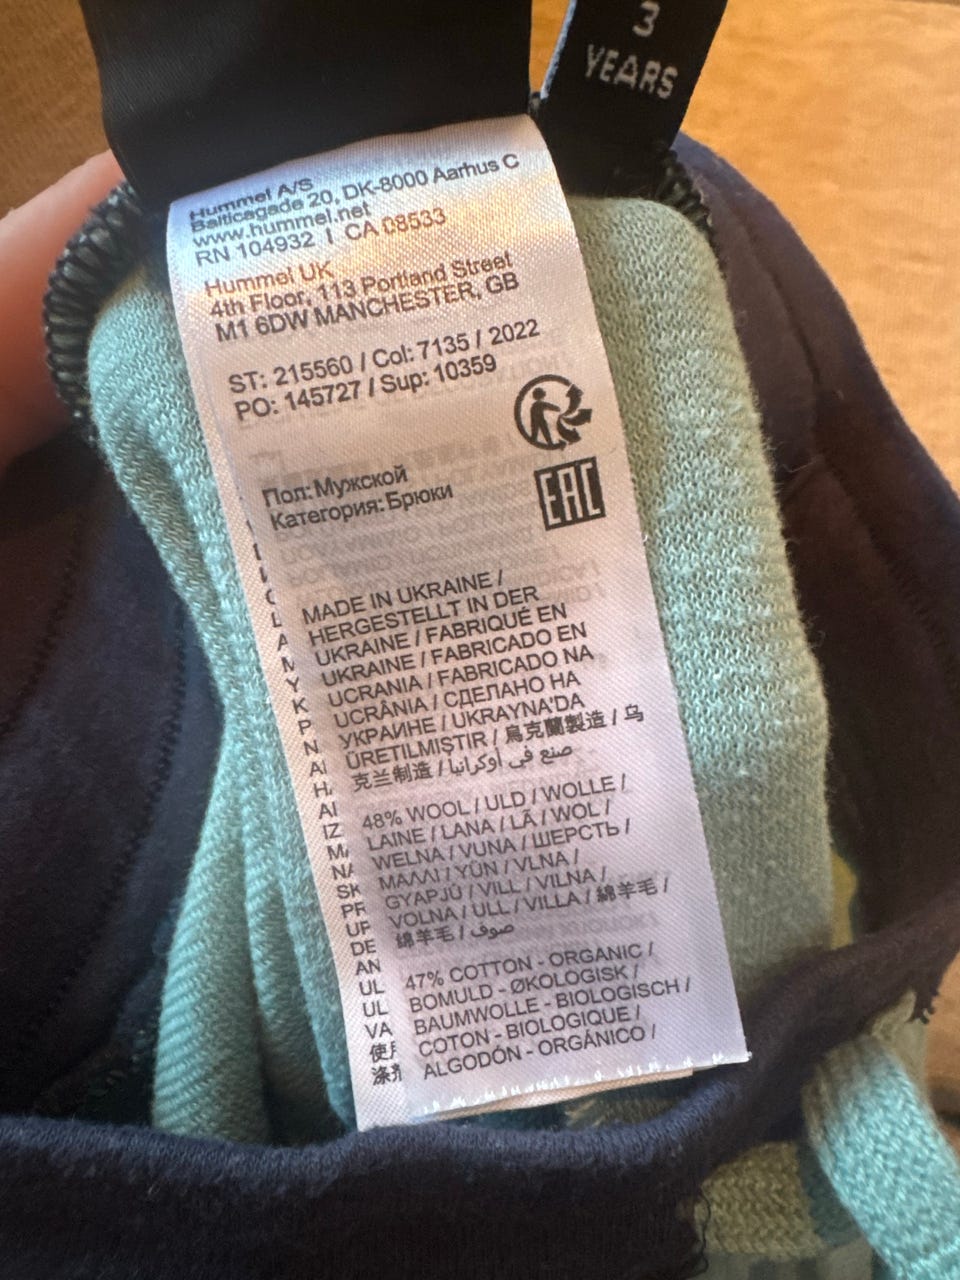 3
YEARS
Hummel A/S
Balticagade 20, DK-8000 Aarhus C
www.hummel.net
RN 104932 I CA 08533
Hummel UK
4th Floor, 113 Portland Street
M1 6DW MANCHESTER, GB
ST: 215560 / Col: 7135 / 2022
PO: 145727 / Sup: 10359
Пол: Мужской
Категория: Брюки
EAC
MADE IN UKRAINE /
HERGESTELLT IN DER
UKRAINE / FABRIQUÉ EN
UKRAINE / FABRICADO EN
UCRANIA / FABRICADO NA
UCRÂNIA / СДЕЛАНО НА
УКРАИНЕ / UKRAYNA'DA
ÜRETILMIŞTIR / 烏克蘭製造 / 乌
克兰制造 / صنع في أوكرانيا
48% WOOL / ULD / WOLLE /
LAINE / LANA / LÃ / WOL /
WELNA / VUNA / ШЕРСТЬ /
ΜΑΛΛΙ / YÜN / VLNA /
GYAPJÚ / VILL / VILNA /
VOLNA / ULL / VILLA / 綿羊毛 /
绵羊毛 / صوف
47% COTTON - ORGANIC /
BOMULD - ØKOLOGISK /
BAUMWOLLE - BIOLOGISCH /
COTON - BIOLOGIQUE /
ALGODÓN - ORGÂNICO /